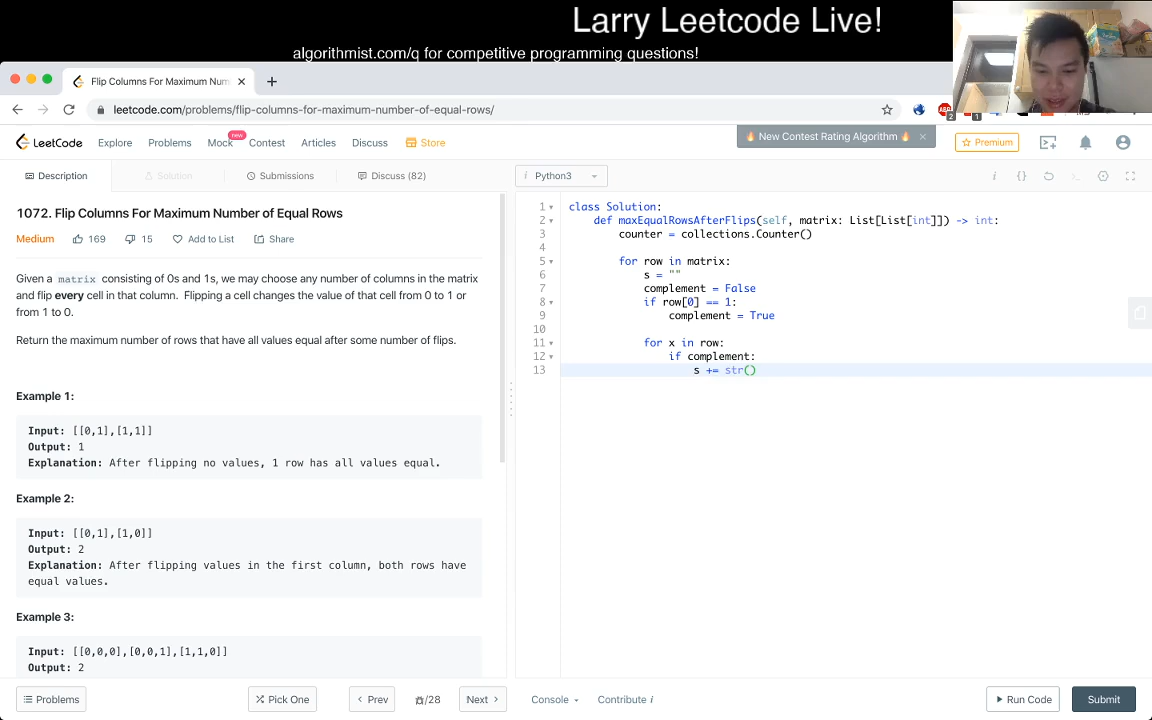 Larry Leetcode Live!
algorithmist.com/q for competitive programming questions!
Flip Columns For Maximum Num
leetcode.com/problems/flip-columns-for-maximum-number-of-equal-rows/
LeetCode Explore Problems Mock new Contest Articles Discuss Store
New Contest Rating Algorithm
Premium
Description Solution Submissions Discuss (82)
Python3
1072. Flip Columns For Maximum Number of Equal Rows
Medium 169 15 Add to List Share
Given a matrix consisting of 0s and 1s, we may choose any number of columns in the matrix
and flip every cell in that column.  Flipping a cell changes the value of that cell from 0 to 1 or
from 1 to 0.
Return the maximum number of rows that have all values equal after some number of flips.
Example 1:
Input: [[0,1],[1,1]]
Output: 1
Explanation: After flipping no values, 1 row has all values equal.
Example 2:
Input: [[0,1],[1,0]]
Output: 2
Explanation: After flipping values in the first column, both rows have
equal values.
Example 3:
Input: [[0,0,0],[0,0,1],[1,1,0]]
Output: 2
1 class Solution:
2 def maxEqualRowsAfterFlips(self, matrix: List[List[int]]) -> int:
3 counter = collections.Counter()
4
5 for row in matrix:
6 s = ""
7 complement = False
8 if row[0] == 1:
9 complement = True
10
11 for x in row:
12 if complement:
13 s += str()
Problems Pick One Prev /28 Next Console Contribute i Run Code Submit